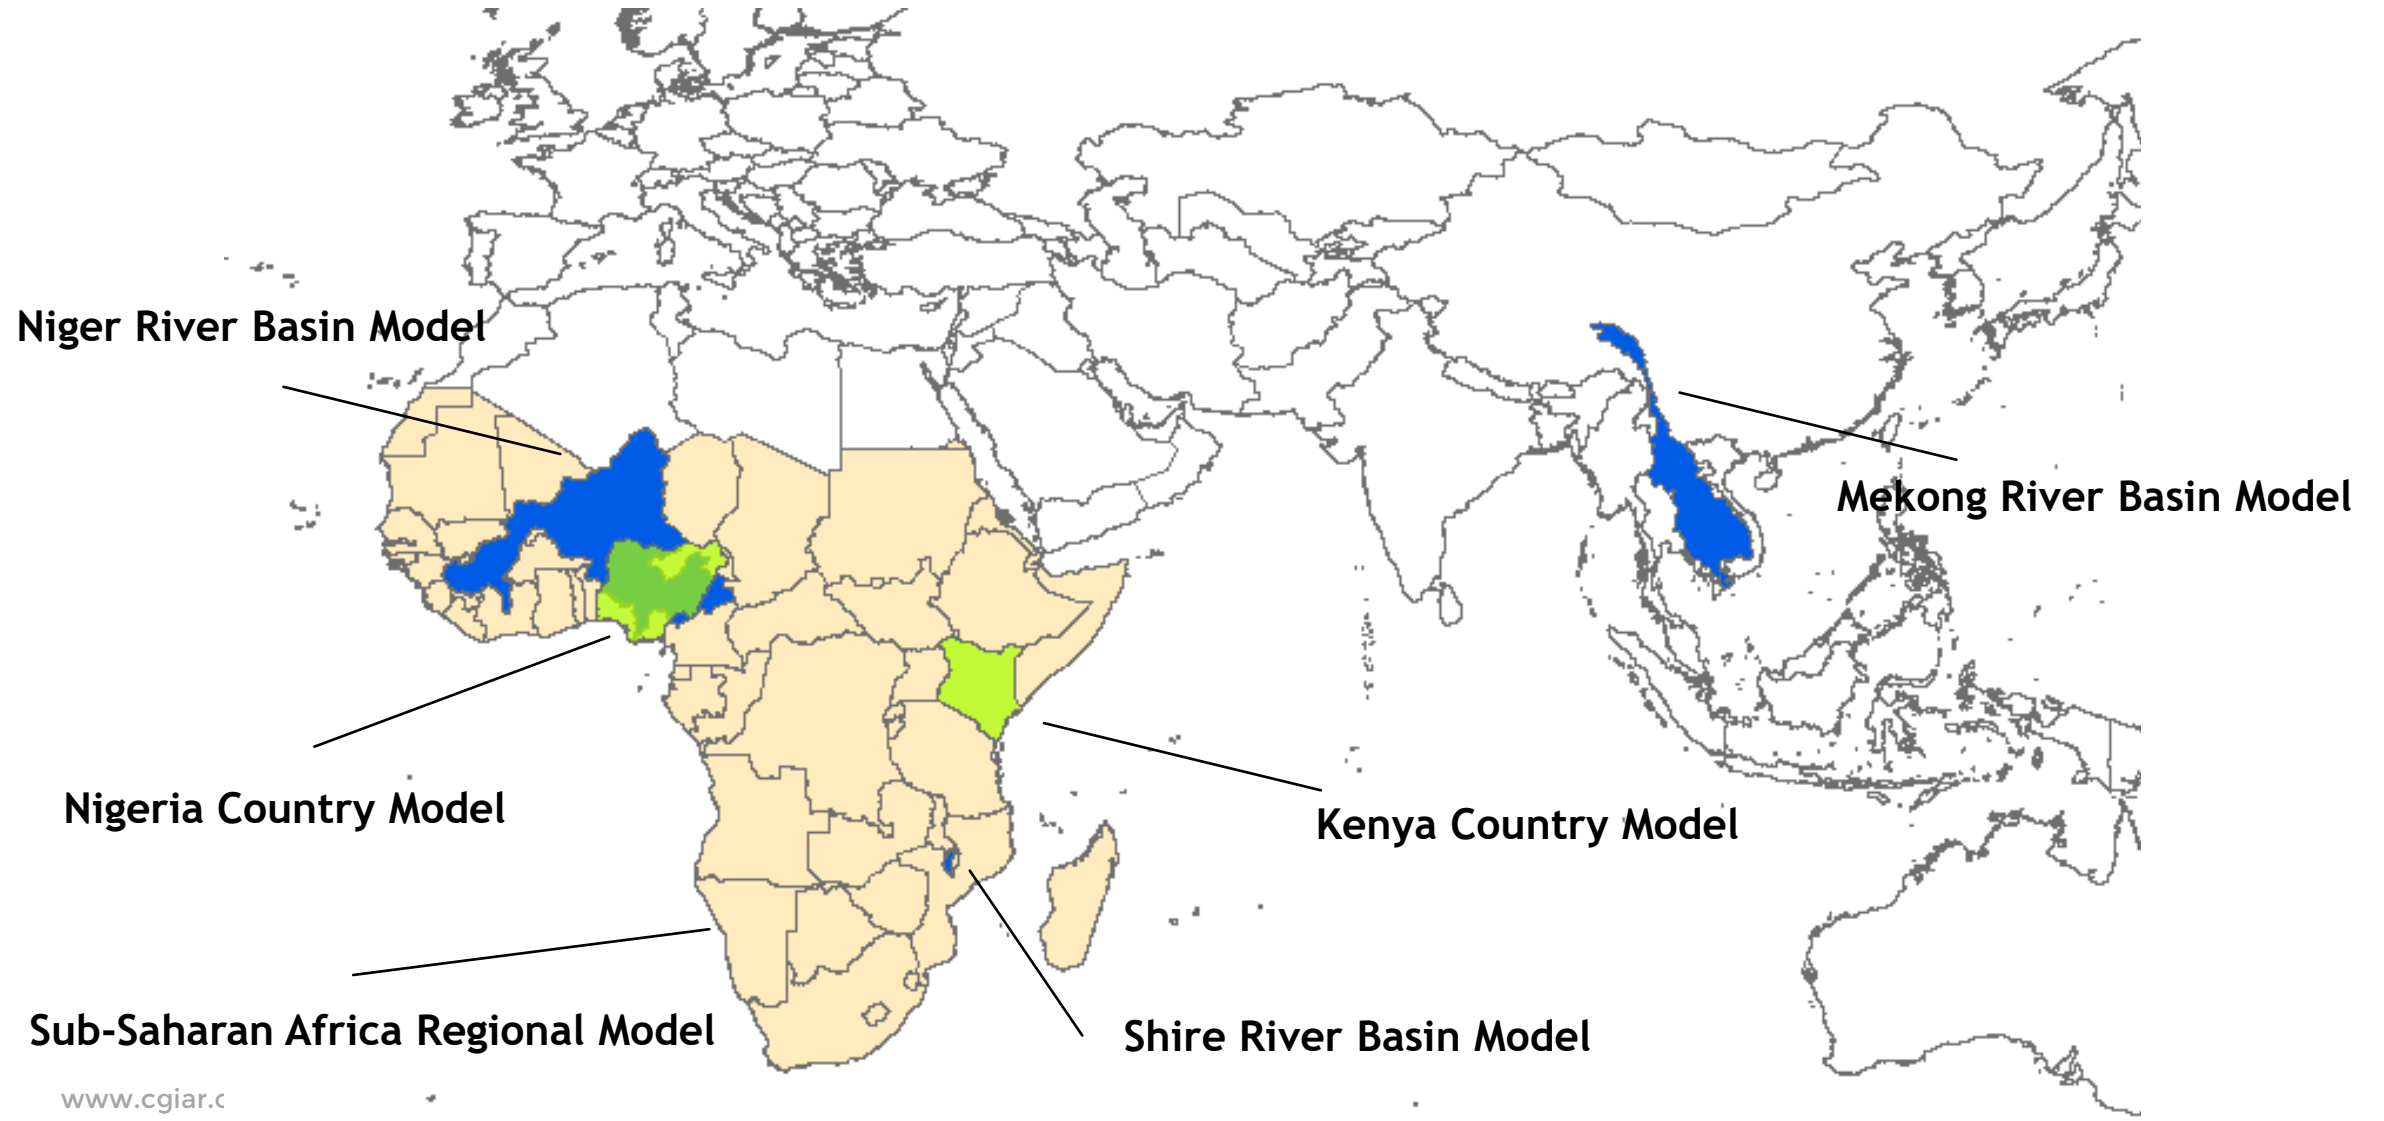 Niger River Basin Model
Mekong River Basin Model
Nigeria Country Model
Kenya Country Model
Sub-Saharan Africa Regional Model
Shire River Basin Model
www.cgiar.c